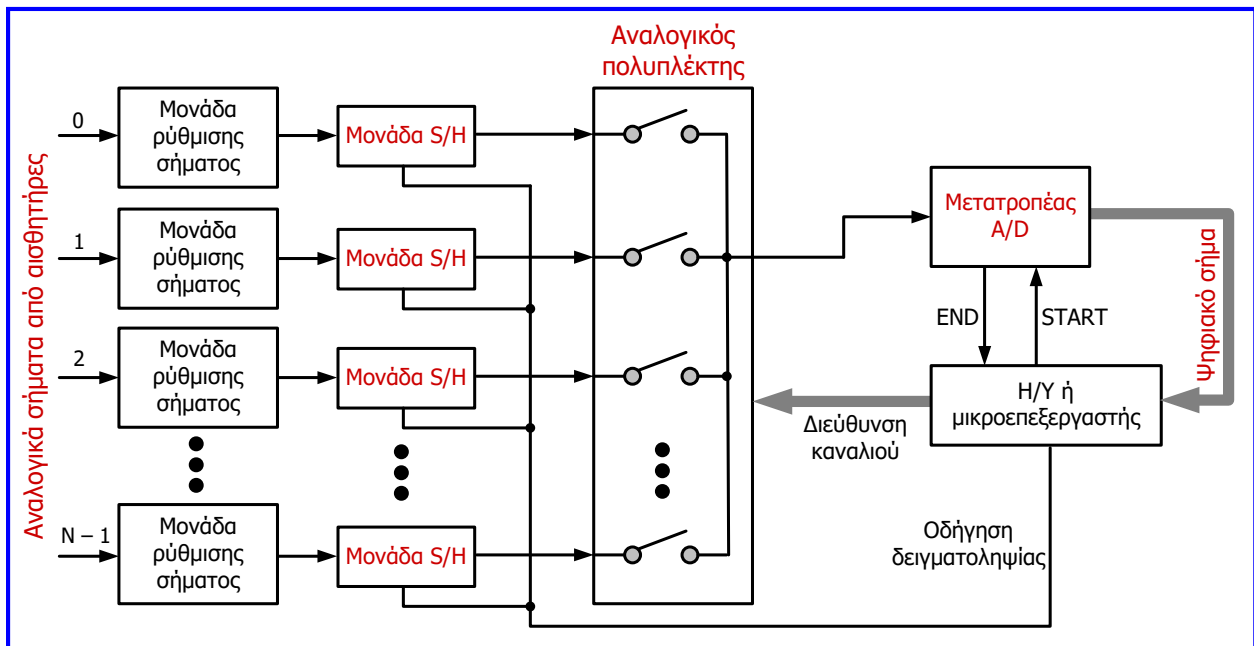 Αναλογικός
πολυπλέκτης
Αναλογικά σήματα από αισθητήρες
0
Μονάδα
ρύθμισης
σήματος
Μονάδα S/H
1
Μονάδα
ρύθμισης
σήματος
Μονάδα S/H
2
Μονάδα
ρύθμισης
σήματος
Μονάδα S/H
N – 1
Μονάδα
ρύθμισης
σήματος
Μονάδα S/H
Μετατροπέας
A/D
Ψηφιακό σήμα
END
START
Η/Υ ή
μικροεπεξεργαστής
Διεύθυνση
καναλιού
Οδήγηση
δειγματοληψίας